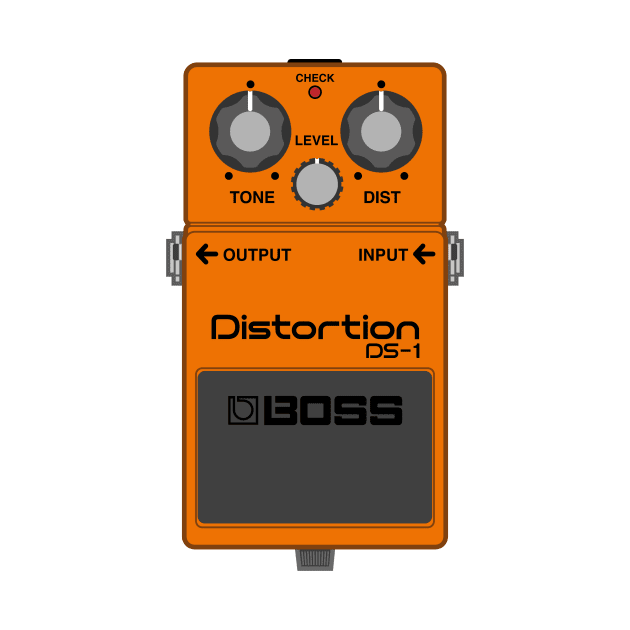 CHECK
LEVEL
TONE
DIST
OUTPUT
INPUT
Distortion
DS-1
BOSS